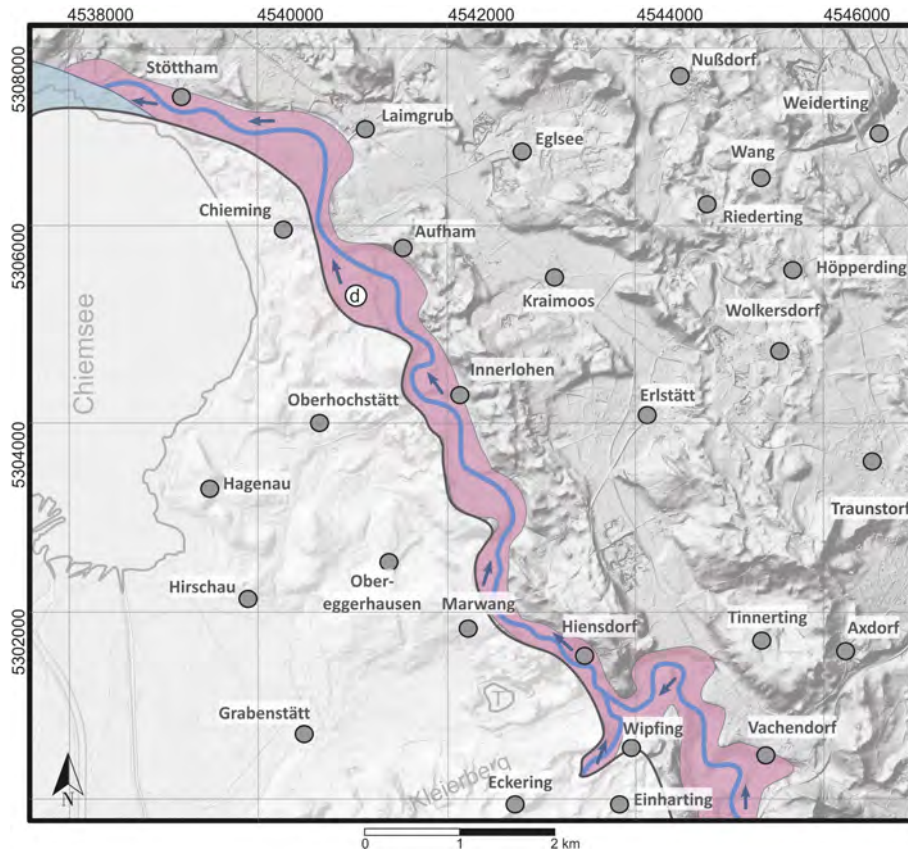 4538000 4540000 4542000 4544000 4546000
5308000
Stöttham
Nußdorf
Laimgrub
Weiderting
Eglsee
Wang
Chieming
Riederting
5306000
Aufham
Höpperding
Kraimoos
d
Wolkersdorf
Chiemsee
Innerlohen
Oberhochstätt
Erlstätt
5304000
Hagenau
Traunstorf
Ober-
eggerhausen
Hirschau
Marwang
Tinnerting
Axdorf
5302000
Hiensdorf
T
Grabenstätt
Wipfing
Vachendorf
Kleierberg
Eckering
Einharting
N
0 1 2 km